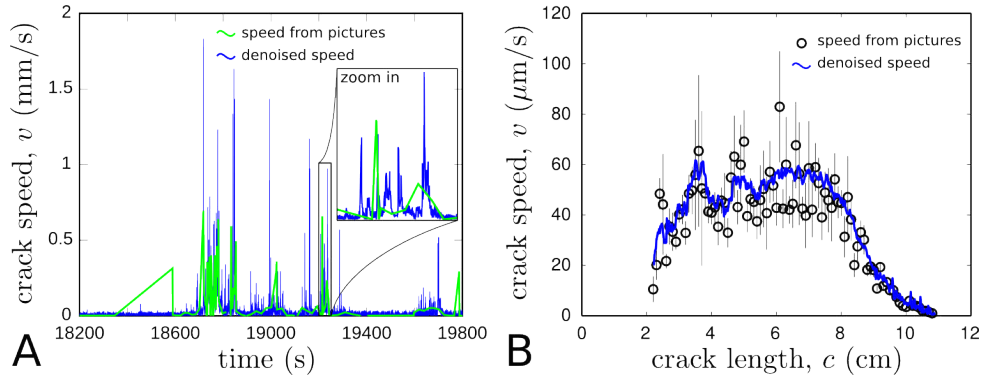 2
1.5
1
0.5
0
18200 18600 19000 19400 19800
crack speed, v (mm/s)
time (s)
speed from pictures
denoised speed
zoom in
A
120
100
80
60
40
20
0
0 2 4 6 8 10 12
crack speed, v (μm/s)
crack length, c (cm)
speed from pictures
denoised speed
B